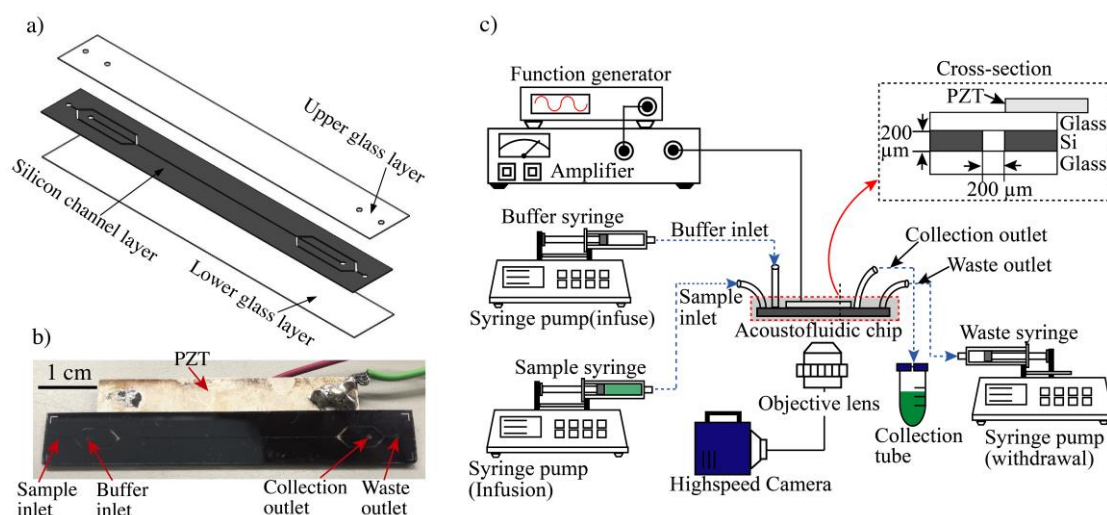 a)
Upper glass layer
Silicon channel layer
Lower glass layer
b)
PZT
1 cm
Sample
inlet
Buffer
inlet
Collection
outlet
Waste
outlet
c)
Function generator
Amplifier
Cross-section
PZT
Glass
200
µm
Si
Glass
200 µm
Buffer syringe
Buffer inlet
Syringe pump(infuse)
Sample
inlet
Collection outlet
Waste outlet
Acoustofluidic chip
Sample syringe
Syringe pump
(Infusion)
Objective lens
Highspeed Camera
Waste syringe
Collection
tube
Syringe pump
(withdrawal)